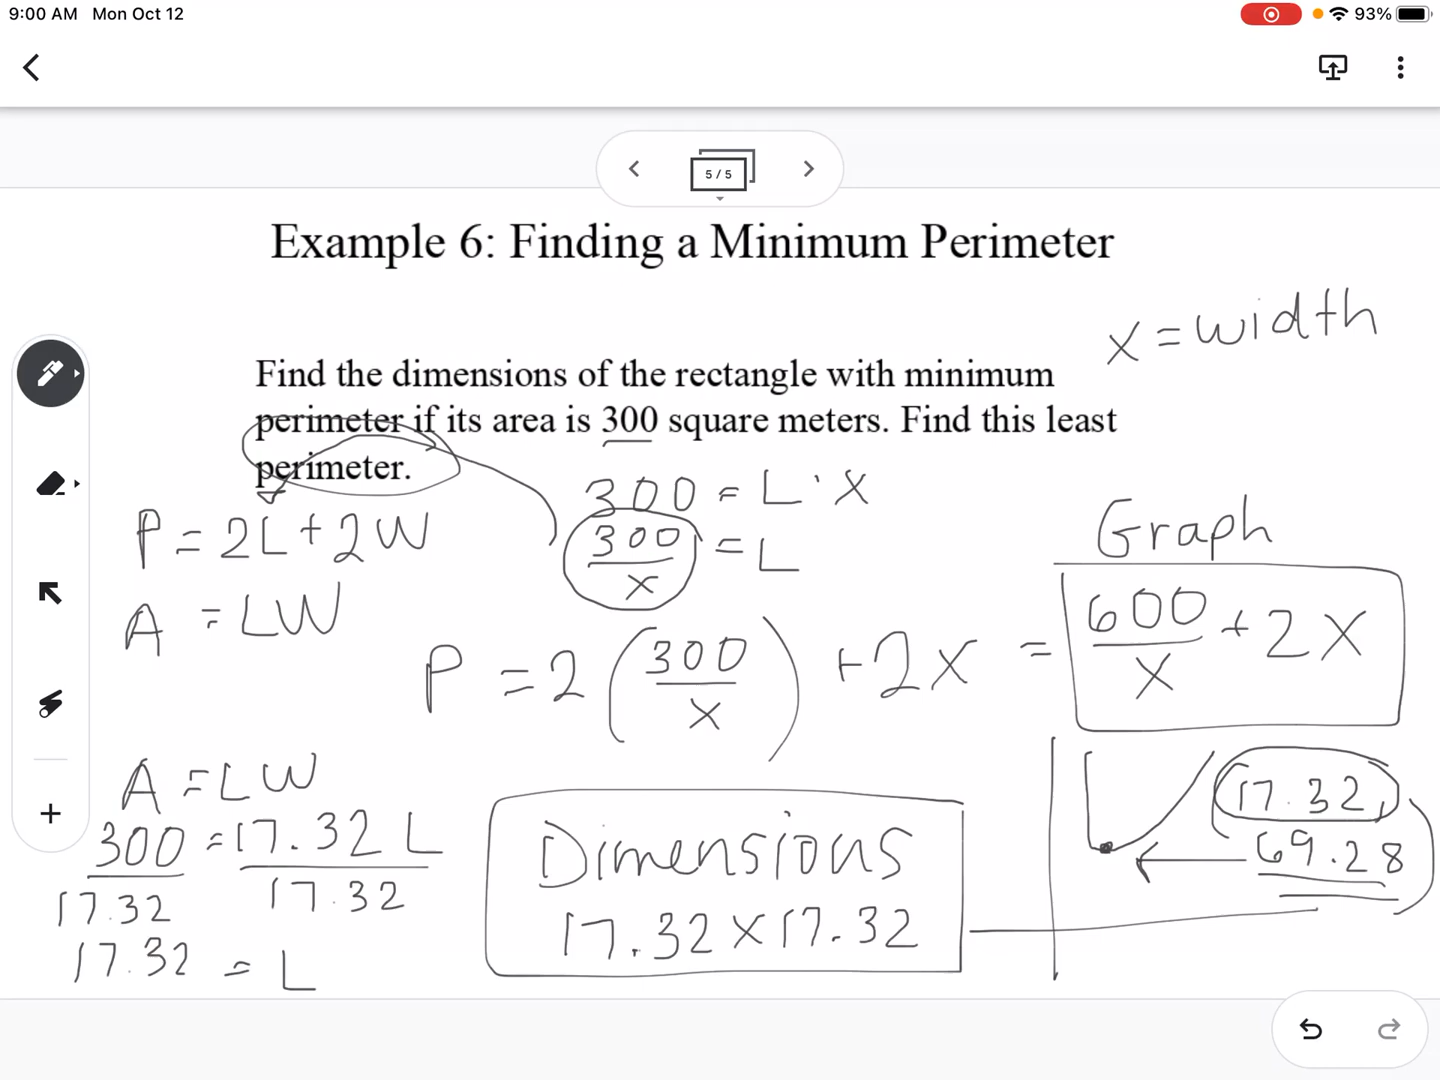 9:00 AM Mon Oct 12
93%
5 / 5
Example 6: Finding a Minimum Perimeter
x = width
Find the dimensions of the rectangle with minimum
perimeter if its area is 300 square meters. Find this least
perimeter.
300 = L · X
300/x = L
P = 2L + 2W
A = LW
Graph
P = 2(300/x) + 2x = 600/x + 2x
A = LW
300/17.32 = 17.32 L/17.32
17.32 = L
Dimensions
17.32 x 17.32
17.32,
69.28